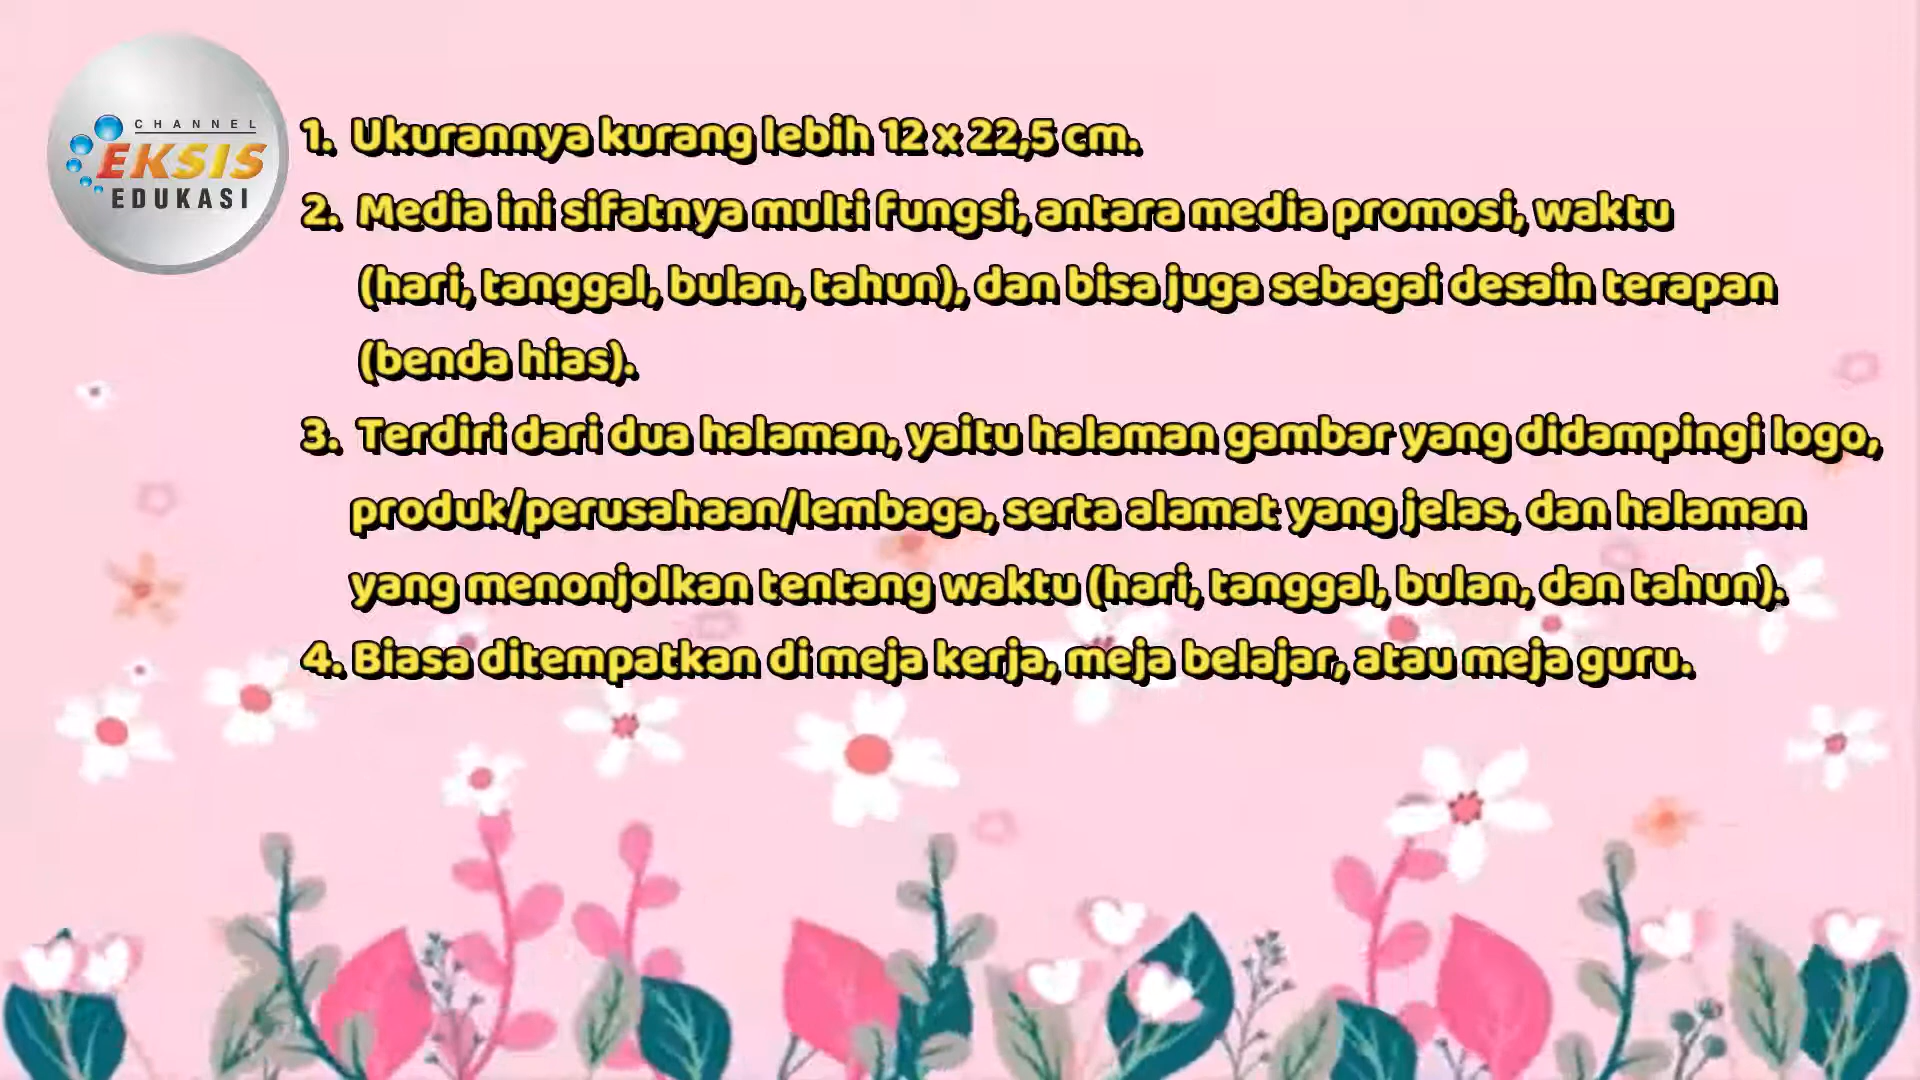 CHANNEL
EKSIS
EDUKASI
1. Ukurannya kurang lebih 12 x 22,5 cm.
2. Media ini sifatnya multi fungsi, antara media promosi, waktu
(hari, tanggal, bulan, tahun), dan bisa juga sebagai desain terapan
(benda hias).
3. Terdiri dari dua halaman, yaitu halaman gambar yang didampingi logo,
produk/perusahaan/lembaga, serta alamat yang jelas, dan halaman
yang menonjolkan tentang waktu (hari, tanggal, bulan, dan tahun).
4. Biasa ditempatkan di meja kerja, meja belajar, atau meja guru.